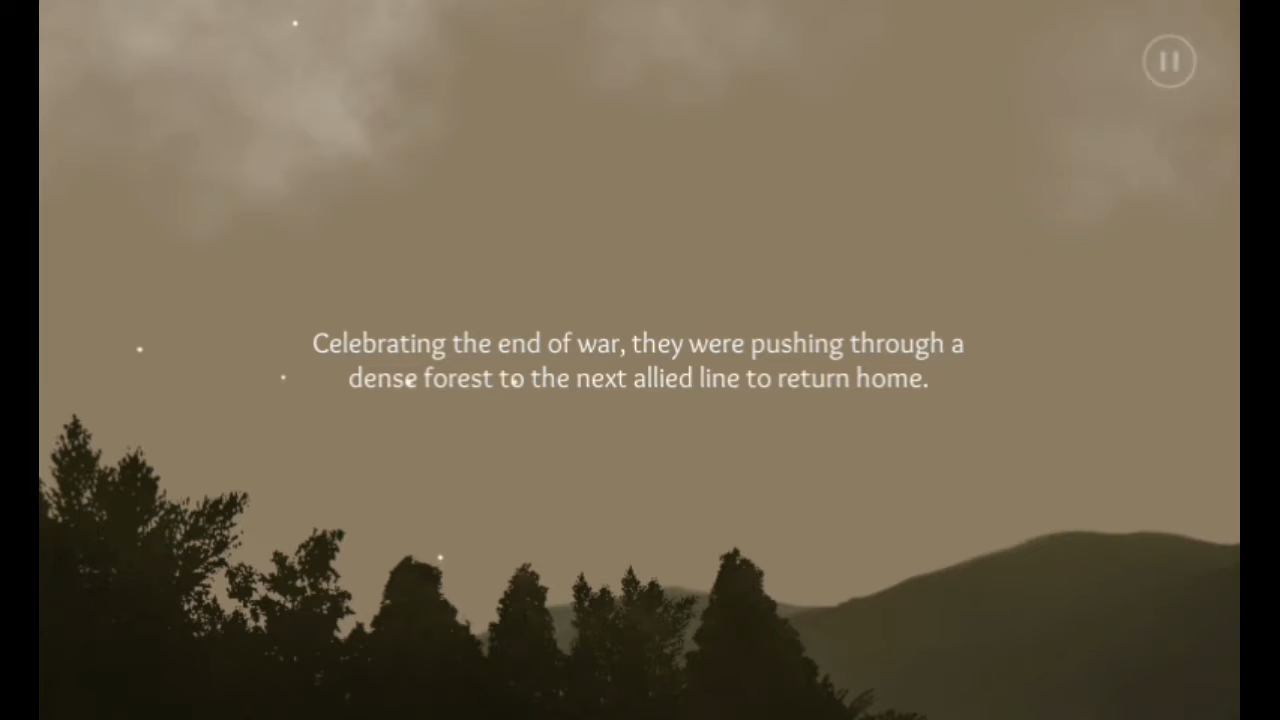 Celebrating the end of war, they were pushing through a
dense forest to the next allied line to return home.